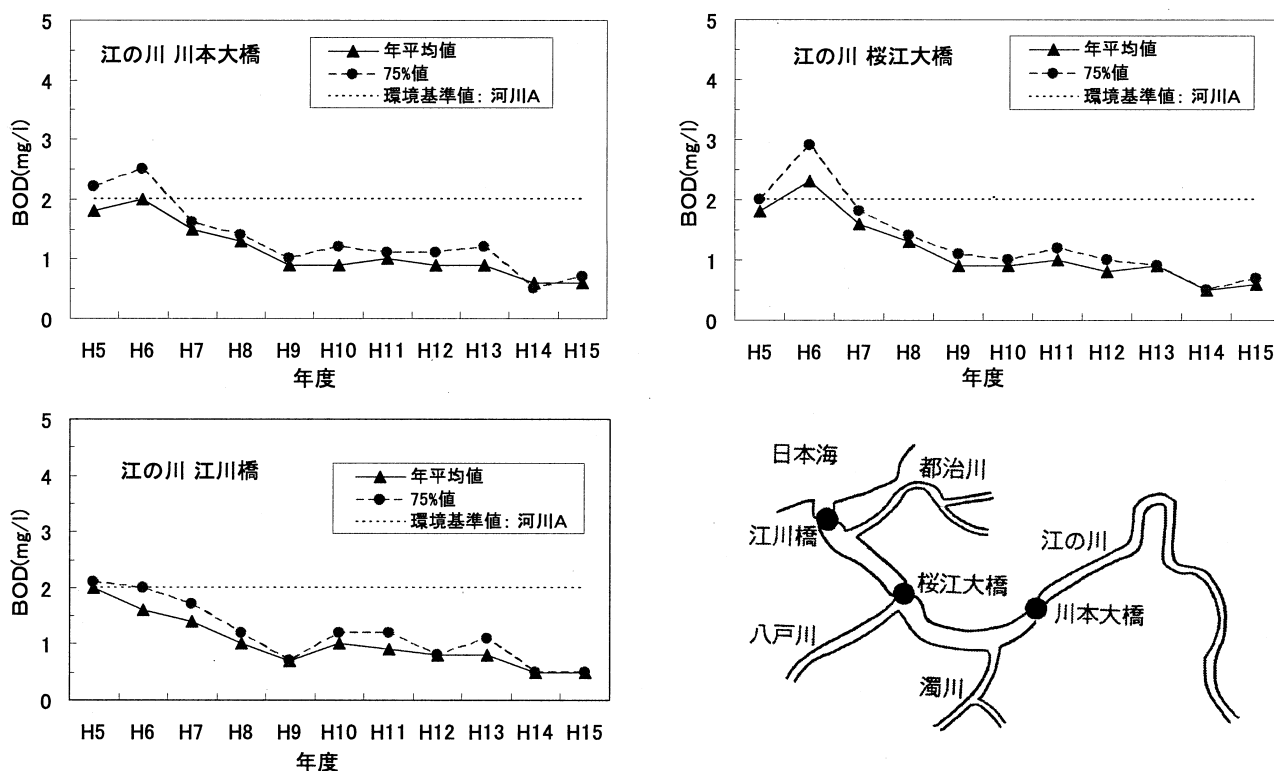 江の川 川本大橋
年平均値
75%値
環境基準値: 河川A
BOD(mg/l)
5
4
3
2
1
0
H5 H6 H7 H8 H9 H10 H11 H12 H13 H14 H15
年度
江の川 桜江大橋
年平均値
75%値
環境基準値: 河川A
BOD(mg/l)
5
4
3
2
1
0
H5 H6 H7 H8 H9 H10 H11 H12 H13 H14 H15
年度
江の川 江川橋
年平均値
75%値
環境基準値: 河川A
BOD(mg/l)
5
4
3
2
1
0
H5 H6 H7 H8 H9 H10 H11 H12 H13 H14 H15
年度
日本海
都治川
江川橋
江の川
桜江大橋
川本大橋
八戸川
濁川